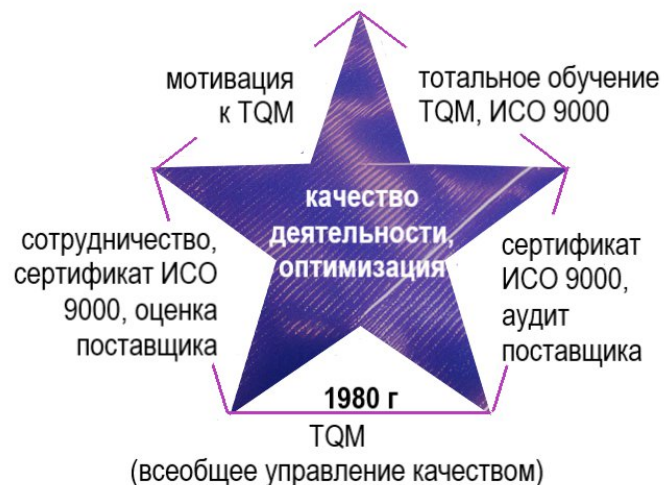 мотивация
к TQM
тотальное обучение
TQM, ИСО 9000
качество
деятельности,
оптимизация
сотрудничество,
сертификат ИСО
9000, оценка
поставщика
сертификат
ИСО 9000,
аудит
поставщика
1980 г
TQM
(всеобщее управление качеством)